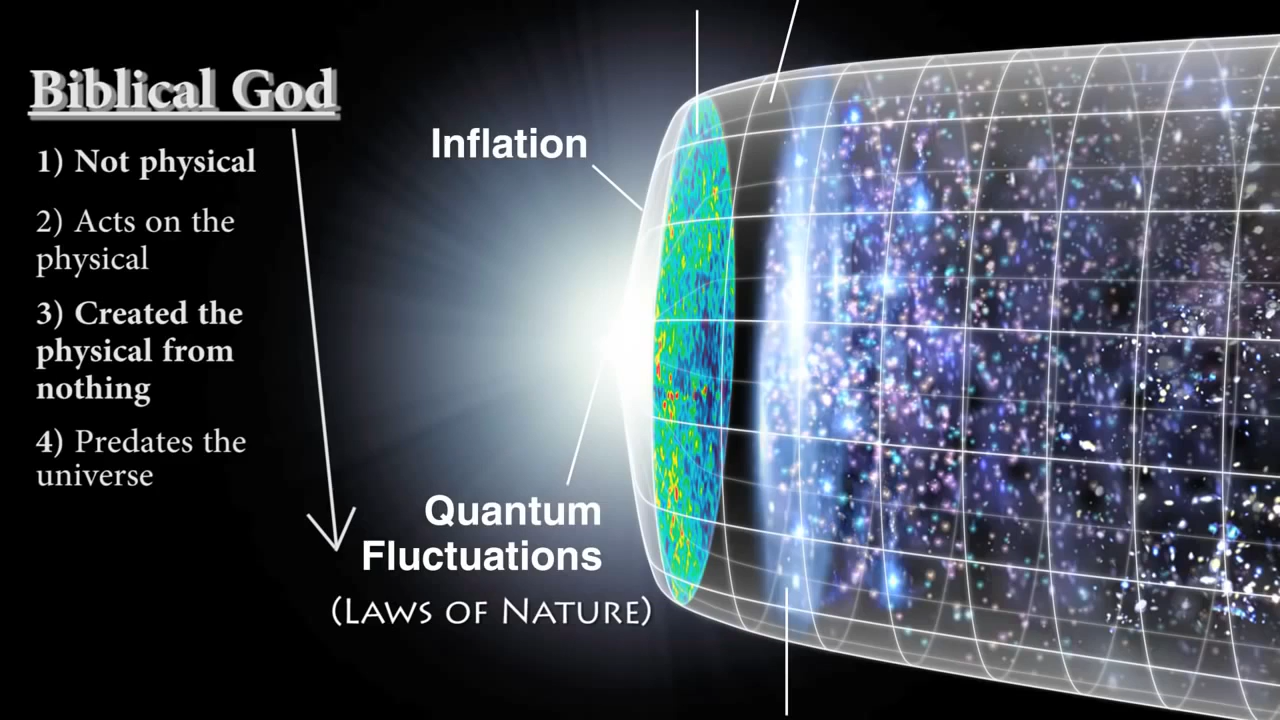 Biblical God
1) Not physical
2) Acts on the
physical
3) Created the
physical from
nothing
4) Predates the
universe
Inflation
Quantum
Fluctuations
(Laws of Nature)